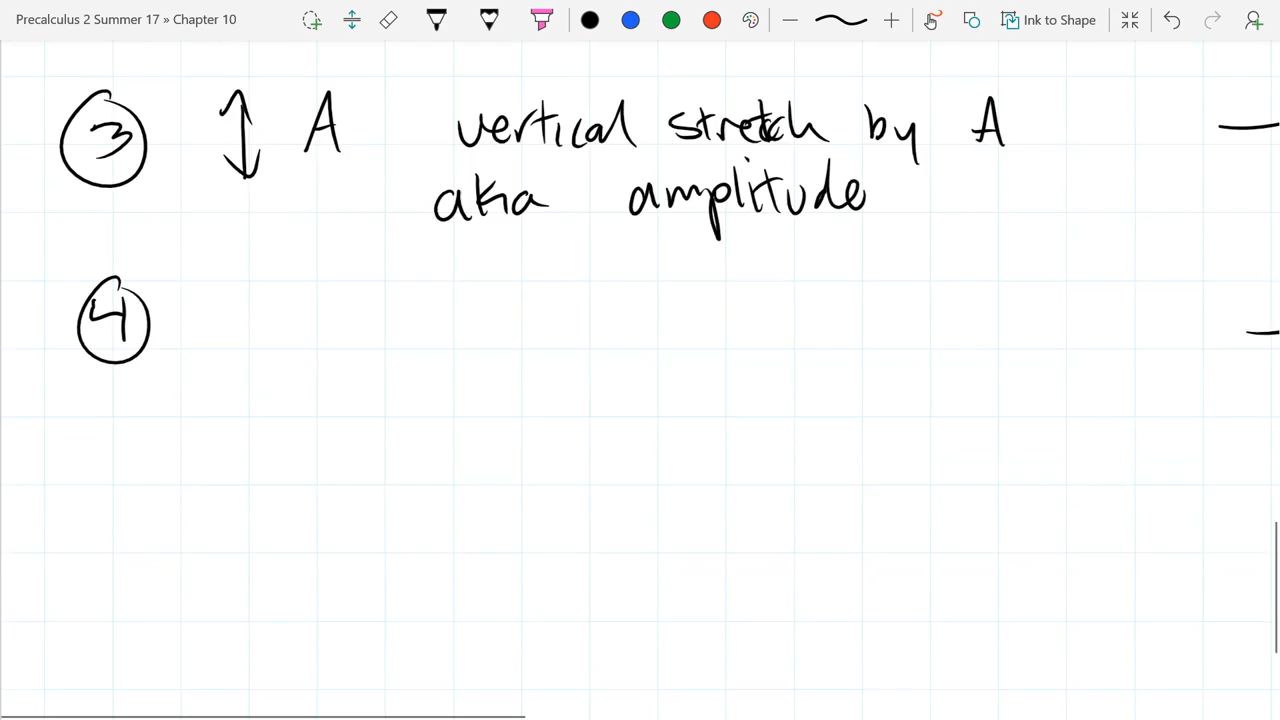 Precalculus 2 Summer 17 » Chapter 10
Ink to Shape
3 ↕ A vertical stretch by A
aka amplitude
4